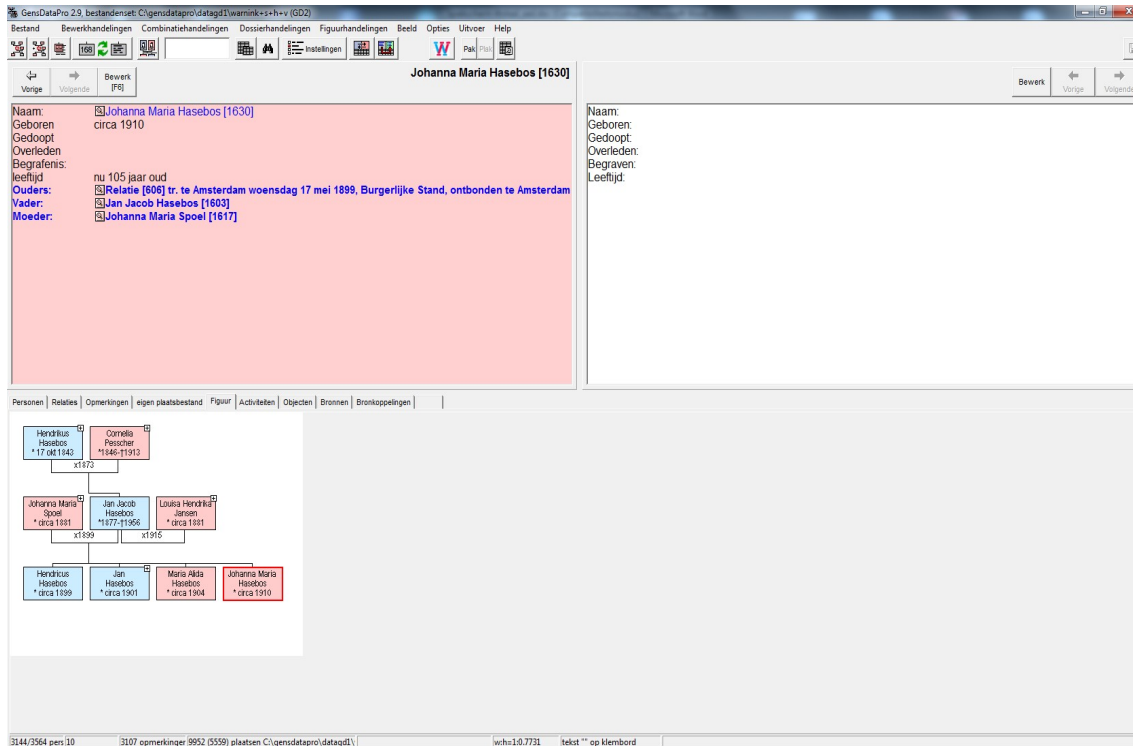 GensDataPro 2.9, bestandenset: C:\gensdatapro\datagd1\warnink+s+h+v (GD2)
Bestand Bewerkhandelingen Combinatiehandelingen Dossierhandelingen Figuurhandelingen Beeld Opties Uitvoer Help
168 Instellingen W Pak Plak
Vorige Volgende Bewerk [F6] Johanna Maria Hasebos [1630] Bewerk Vorige Volgende
Naam: Johanna Maria Hasebos [1630]
Geboren circa 1910
Gedoopt
Overleden
Begrafenis:
leeftijd nu 105 jaar oud
Ouders: Relatie [606] tr. te Amsterdam woensdag 17 mei 1899, Burgerlijke Stand, ontbonden te Amsterdam
Vader: Jan Jacob Hasebos [1603]
Moeder: Johanna Maria Spoel [1617]
Naam:
Geboren:
Gedoopt:
Overleden:
Begraven:
Leeftijd:
Personen Relaties Opmerkingen eigen plaatsbestand Figuur Activiteiten Objecten Bronnen Bronkoppelingen
Hendrikus
Hasebos
* 17 okt 1843
Cornelia
Pesscher
*1846-†1913
x1873
Johanna Maria
Spoel
* circa 1881
Jan Jacob
Hasebos
*1877-†1956
Louisa Hendrika
Jansen
* circa 1881
x1899
x1915
Hendricus
Hasebos
* circa 1899
Jan
Hasebos
* circa 1901
Maria Alida
Hasebos
* circa 1904
Johanna Maria
Hasebos
* circa 1910
3144/3564 pers 10 3107 opmerkinger 9952 (5559) plaatsen C:\gensdatapro\datagd1\ w:h=1:0.7731 tekst "" op klembord